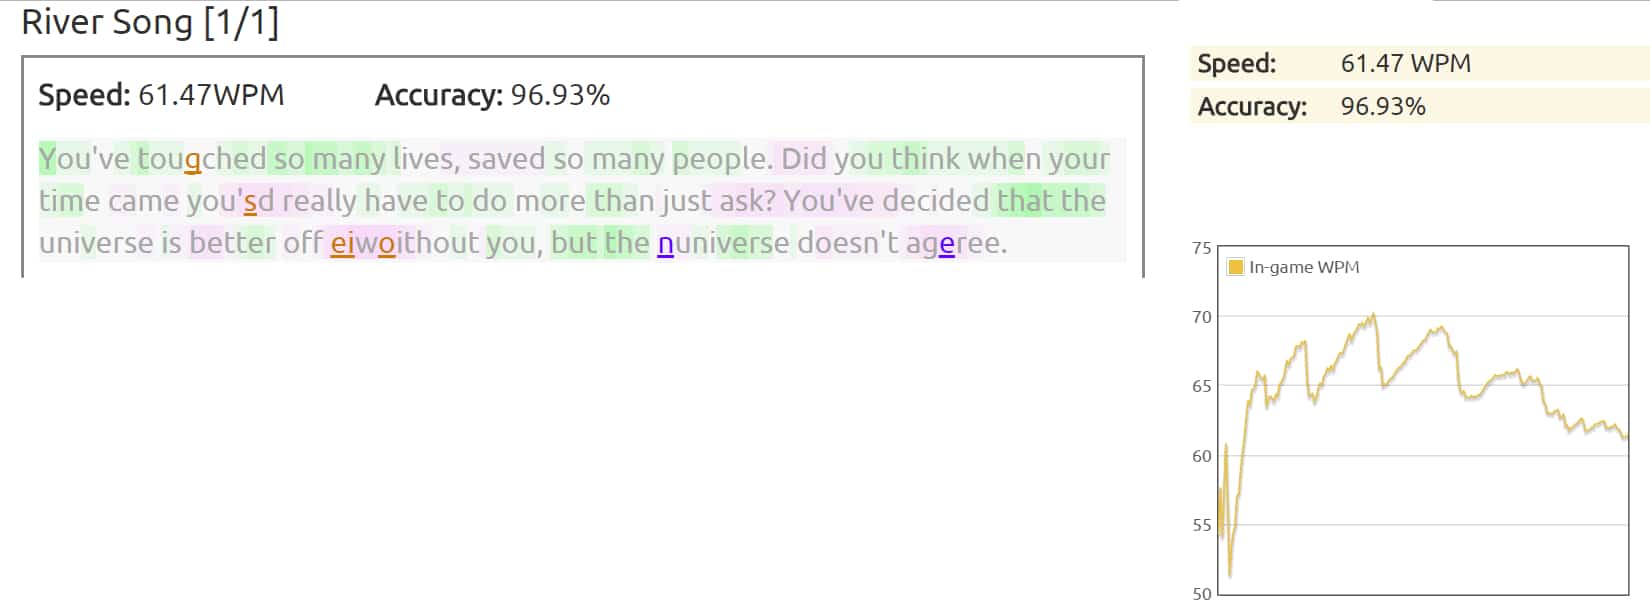 River Song [1/1]
Speed: 61.47WPM Accuracy: 96.93%
You've tougched so many lives, saved so many people. Did you think when your
time came you'sd really have to do more than just ask? You've decided that the
universe is better off eiwoithout you, but the nuniverse doesn't ageree.
Speed: 61.47 WPM
Accuracy: 96.93%
75
In-game WPM
70
65
60
55
50